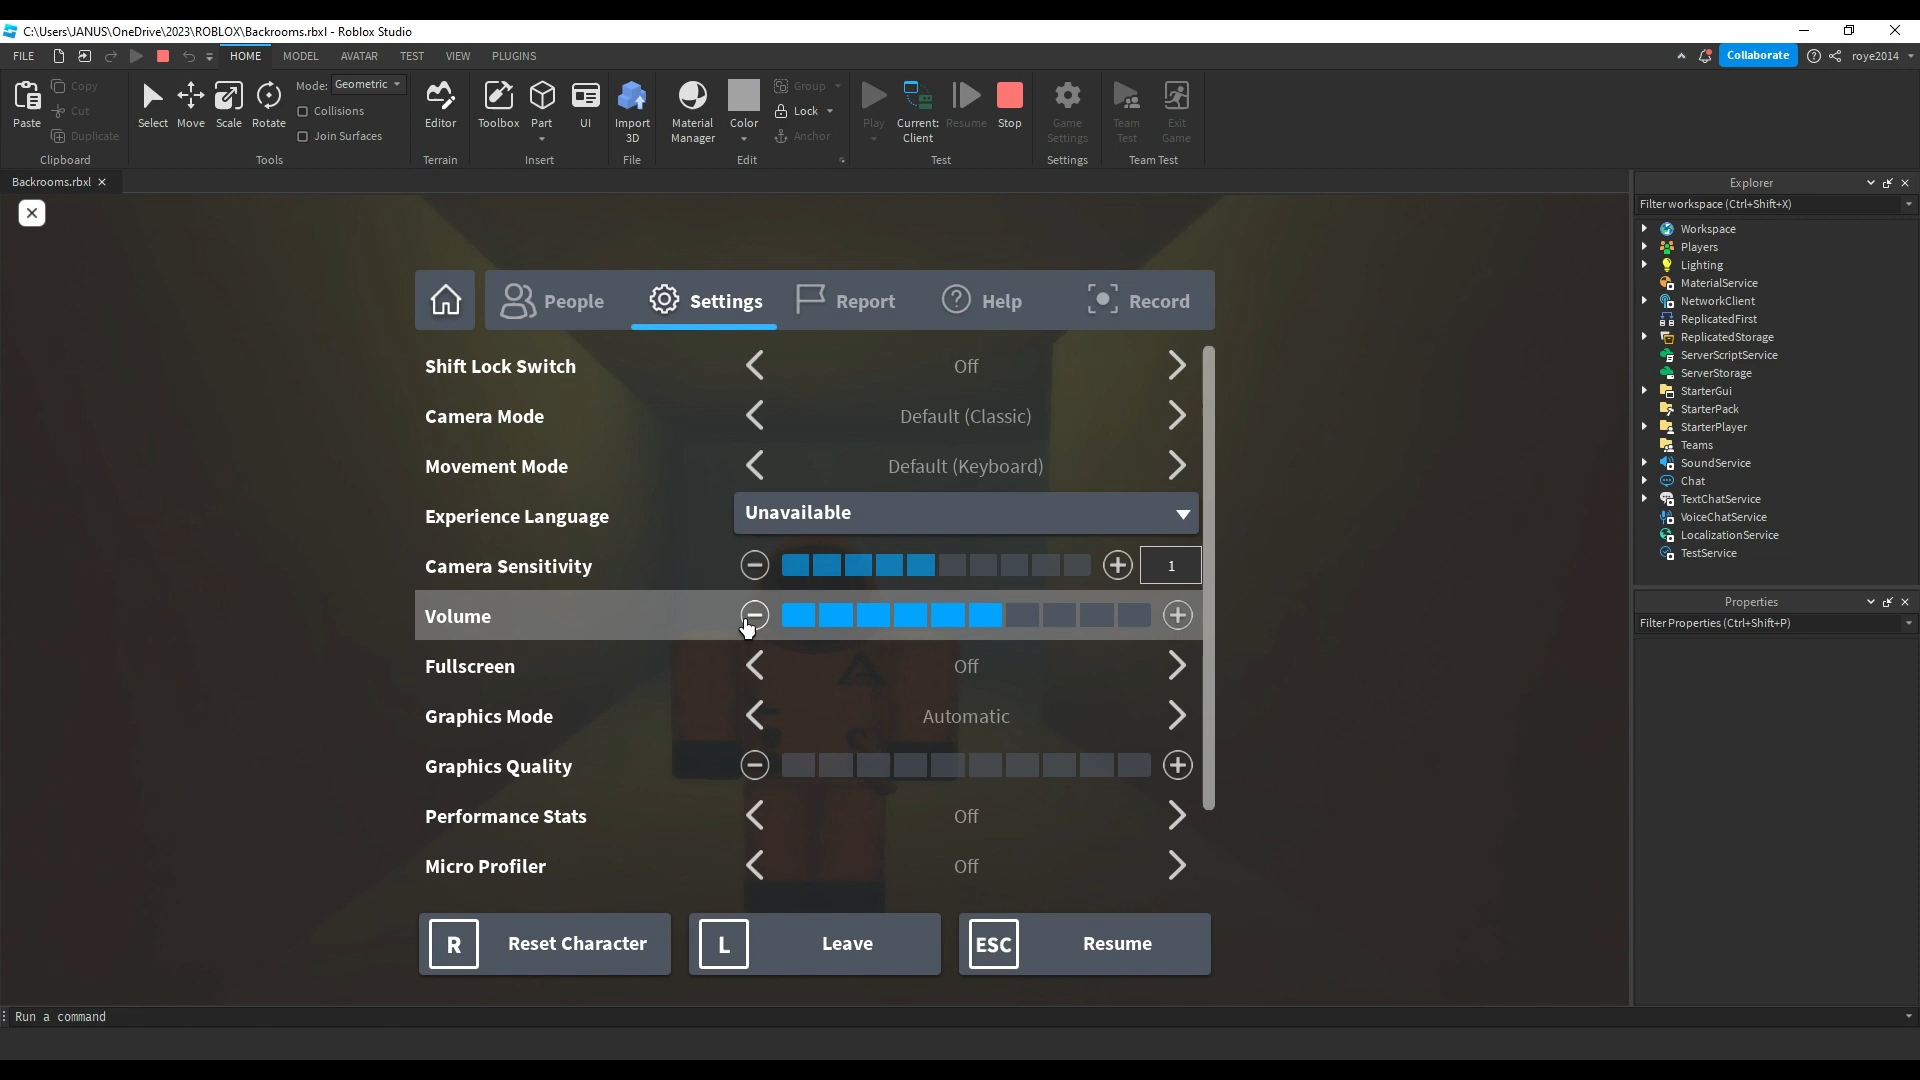 C:\Users\JANUS\OneDrive\2023\ROBLOX\Backrooms.rbxl - Roblox Studio
FILE HOME MODEL AVATAR TEST VIEW PLUGINS Collaborate roye2014
Paste Copy Cut Duplicate Clipboard
Select Move Scale Rotate Mode: Geometric Collisions Join Surfaces Tools
Editor Terrain
Toolbox Part UI Insert
Import 3D File
Material Manager Color Group Lock Anchor Edit
Play Current: Client Resume Stop Test
Game Settings Settings
Team Test Exit Game Team Test
Backrooms.rbxl
People Settings Report Help Record
Shift Lock Switch Off
Camera Mode Default (Classic)
Movement Mode Default (Keyboard)
Experience Language Unavailable
Camera Sensitivity 1
Volume
Fullscreen Off
Graphics Mode Automatic
Graphics Quality
Performance Stats Off
Micro Profiler Off
R Reset Character L Leave ESC Resume
Explorer
Filter workspace (Ctrl+Shift+X)
Workspace
Players
Lighting
MaterialService
NetworkClient
ReplicatedFirst
ReplicatedStorage
ServerScriptService
ServerStorage
StarterGui
StarterPack
StarterPlayer
Teams
SoundService
Chat
TextChatService
VoiceChatService
LocalizationService
TestService
Properties
Filter Properties (Ctrl+Shift+P)
Run a command